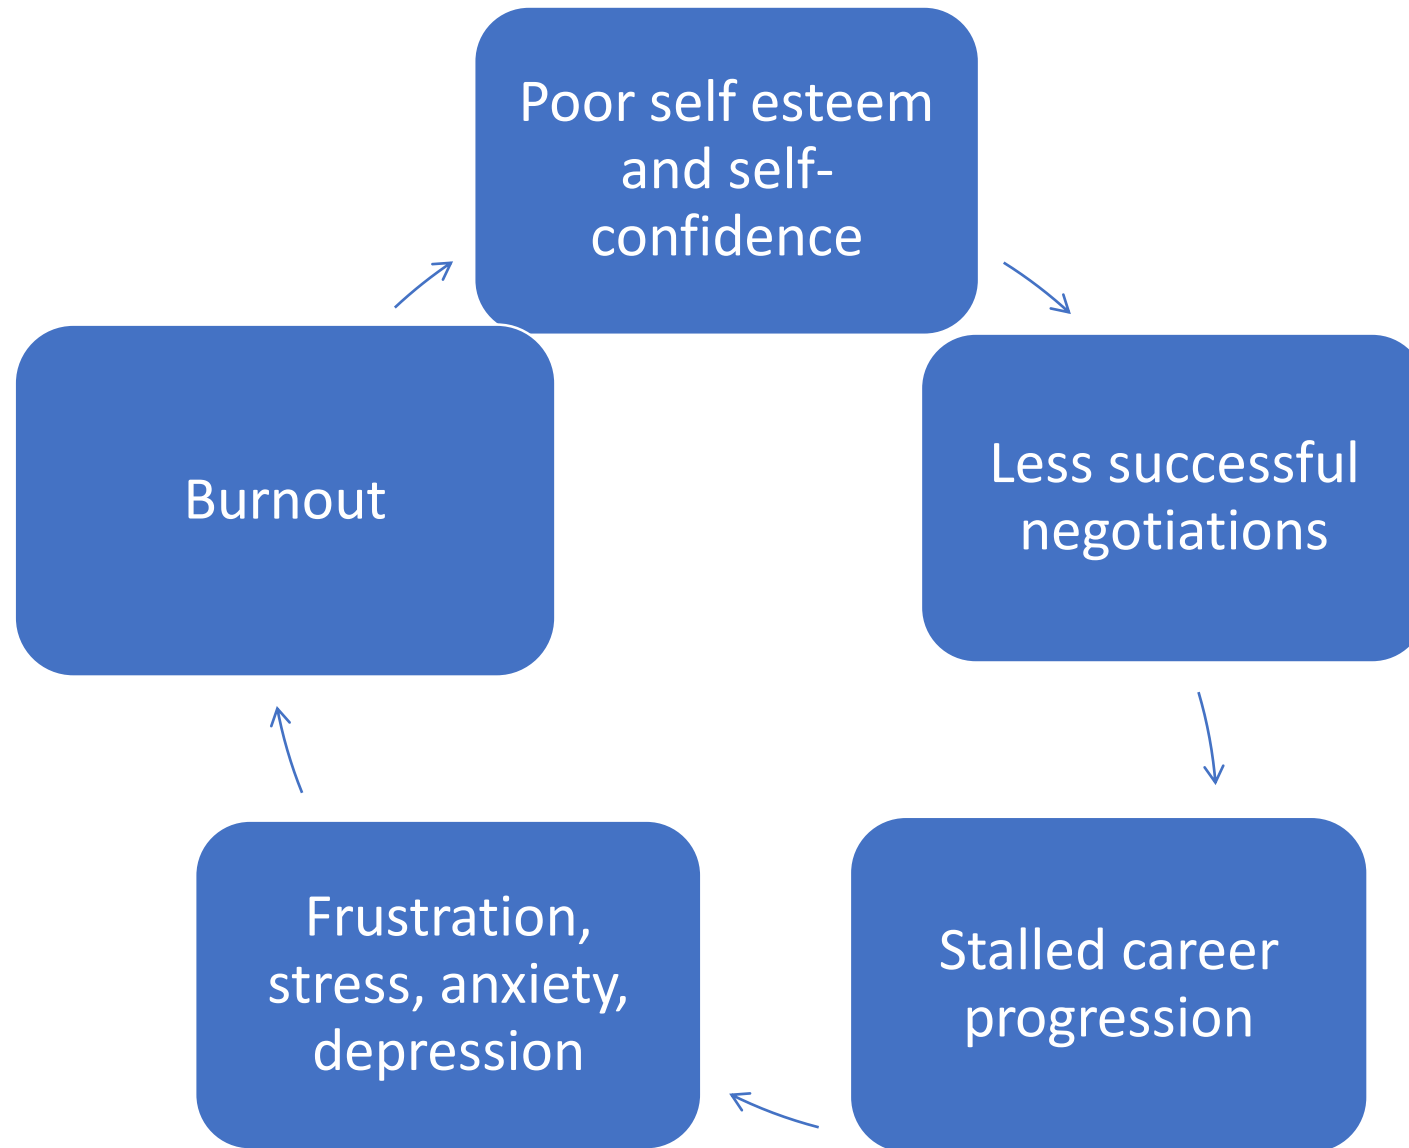 Poor self esteem
and self-
confidence
Less successful
negotiations
Stalled career
progression
Frustration,
stress, anxiety,
depression
Burnout